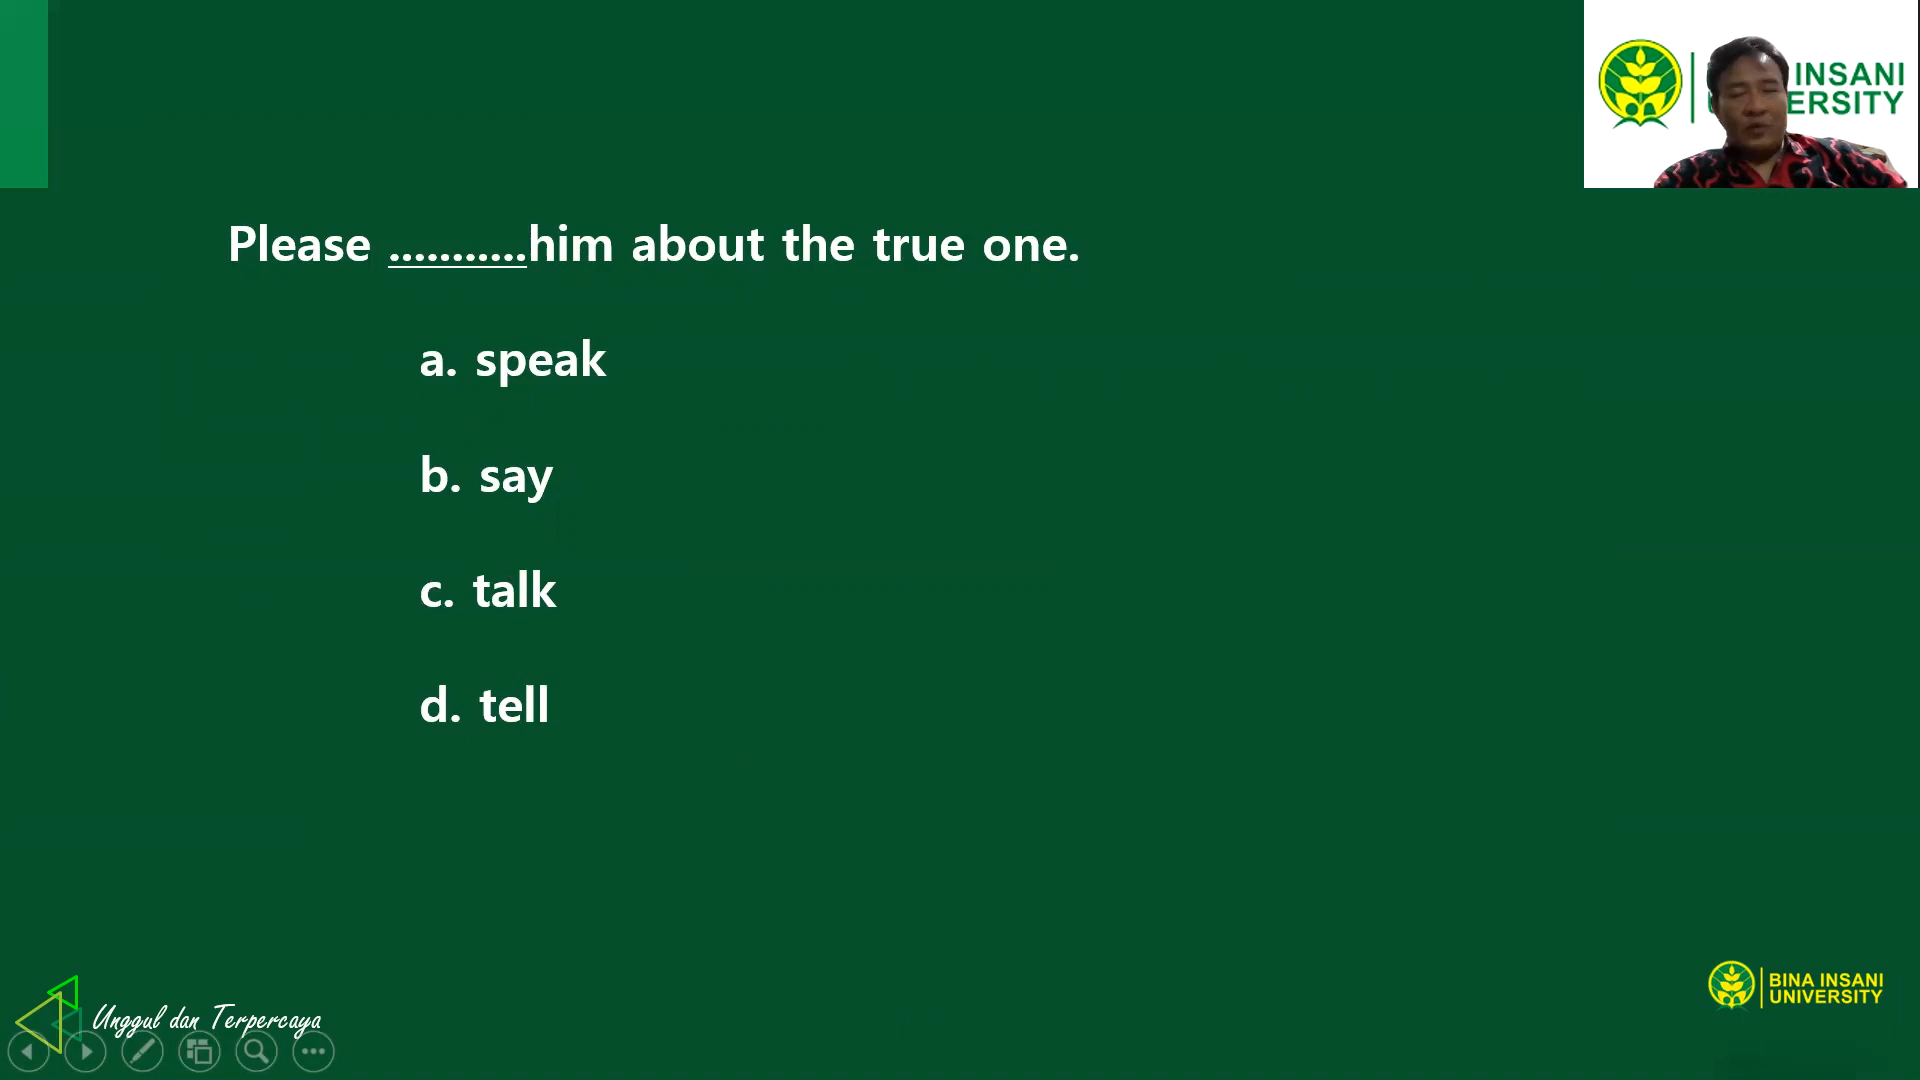 INSANI
ERSITY
Please ...........him about the true one.
a. speak
b. say
c. talk
d. tell
Unggul dan Terpercaya
BINA INSANI
UNIVERSITY